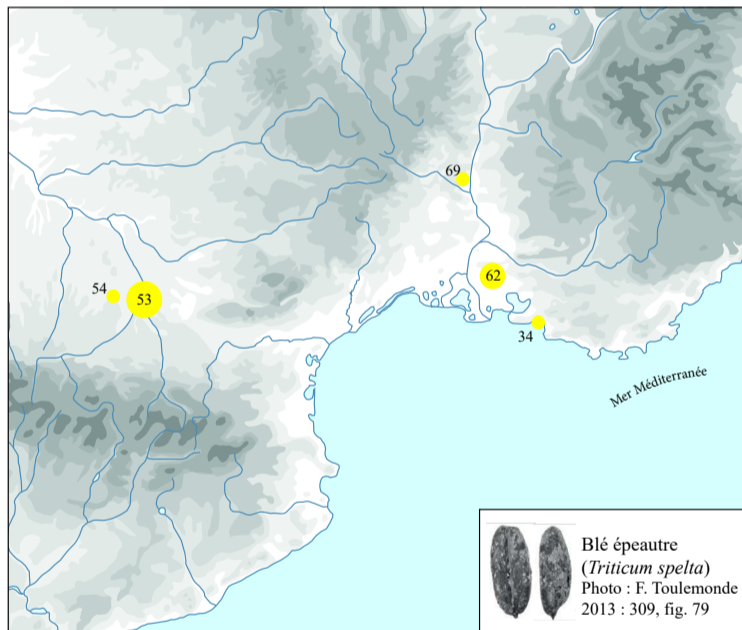 69
54
53
62
34
Mer Méditerranée
Blé épeautre
(Triticum spelta)
Photo : F. Toulemonde
2013 : 309, fig. 79